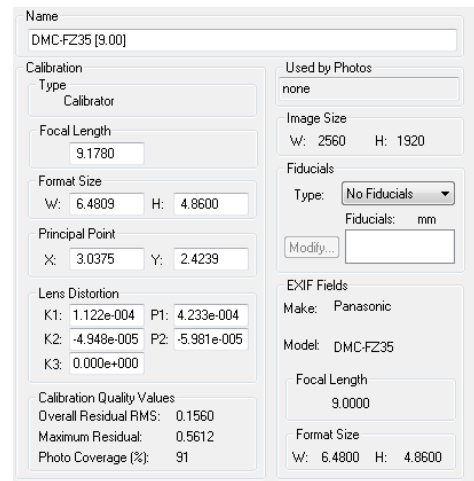 Name
DMC-FZ35 [9.00]
Calibration
Type
Calibrator
Focal Length
9.1780
Format Size
W: 6.4809 H: 4.8600
Principal Point
X: 3.0375 Y: 2.4239
Lens Distortion
K1: 1.122e-004 P1: 4.233e-004
K2: -4.948e-005 P2: -5.981e-005
K3: 0.000e+000
Calibration Quality Values
Overall Residual RMS: 0.1560
Maximum Residual: 0.5612
Photo Coverage (%): 91
Used by Photos
none
Image Size
W: 2560 H: 1920
Fiducials
Type: No Fiducials
Fiducials: mm
Modify...
EXIF Fields
Make: Panasonic
Model: DMC-FZ35
Focal Length
9.0000
Format Size
W: 6.4800 H: 4.8600